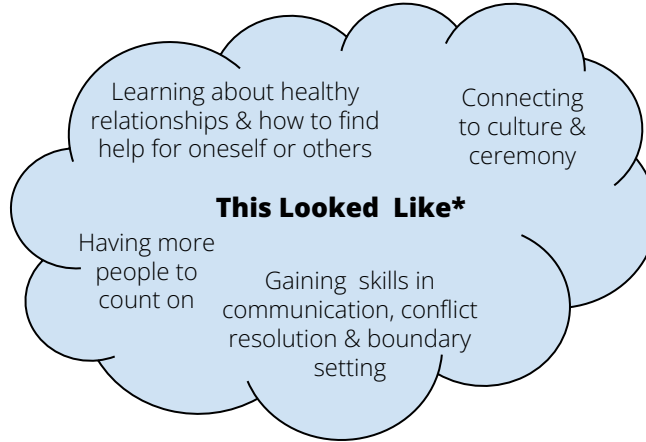 Learning about healthy
relationships & how to find
help for oneself or others
Connecting
to culture &
ceremony
This Looked Like*
Having more
people to
count on
Gaining skills in
communication, conflict
resolution & boundary
setting